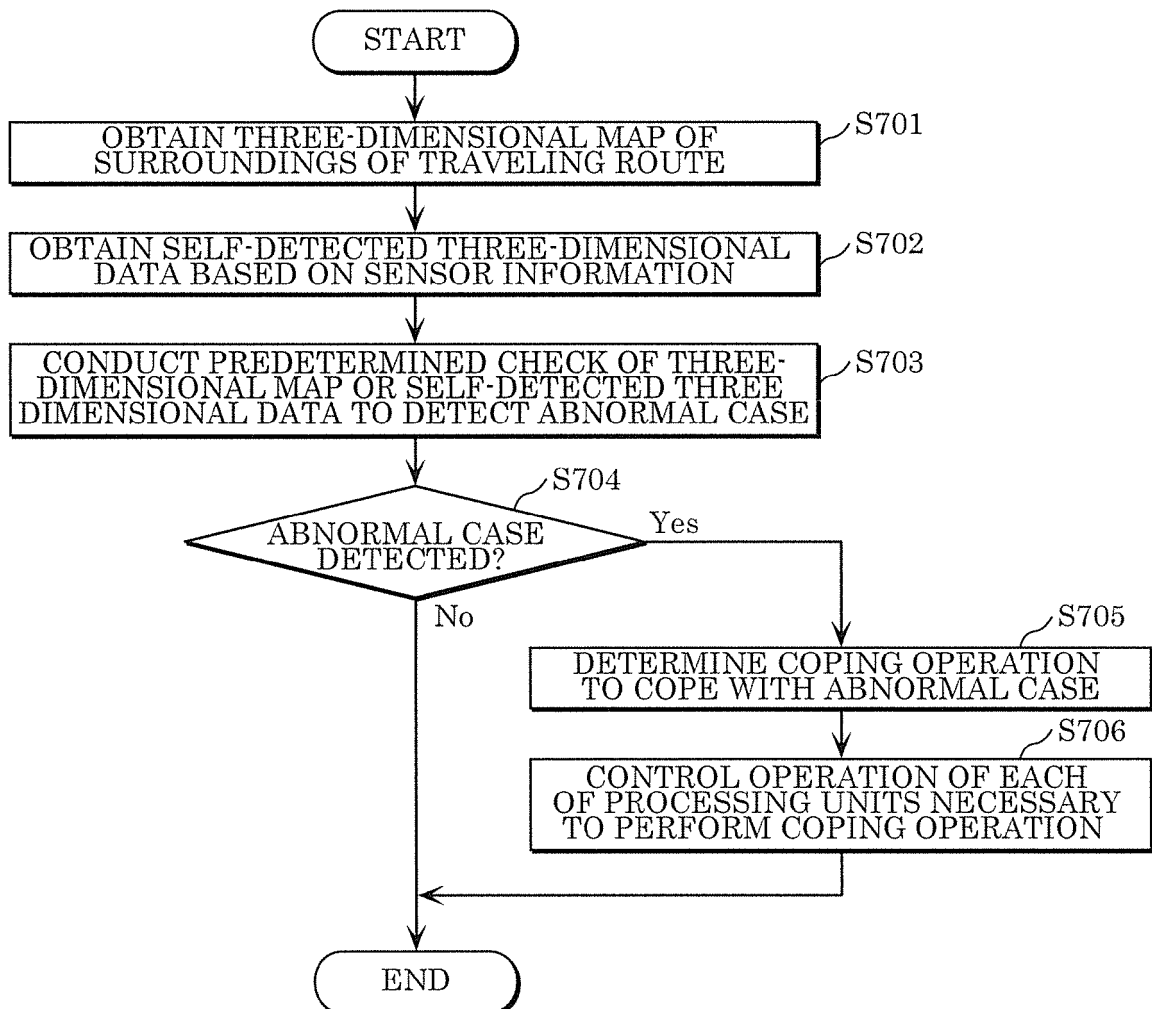 START
S701
OBTAIN THREE-DIMENSIONAL MAP OF
SURROUNDINGS OF TRAVELING ROUTE
S702
OBTAIN SELF-DETECTED THREE-DIMENSIONAL
DATA BASED ON SENSOR INFORMATION
S703
CONDUCT PREDETERMINED CHECK OF THREE-
DIMENSIONAL MAP OR SELF-DETECTED THREE
DIMENSIONAL DATA TO DETECT ABNORMAL CASE
S704
ABNORMAL CASE
DETECTED?
Yes
No
S705
DETERMINE COPING OPERATION
TO COPE WITH ABNORMAL CASE
S706
CONTROL OPERATION OF EACH
OF PROCESSING UNITS NECESSARY
TO PERFORM COPING OPERATION
END